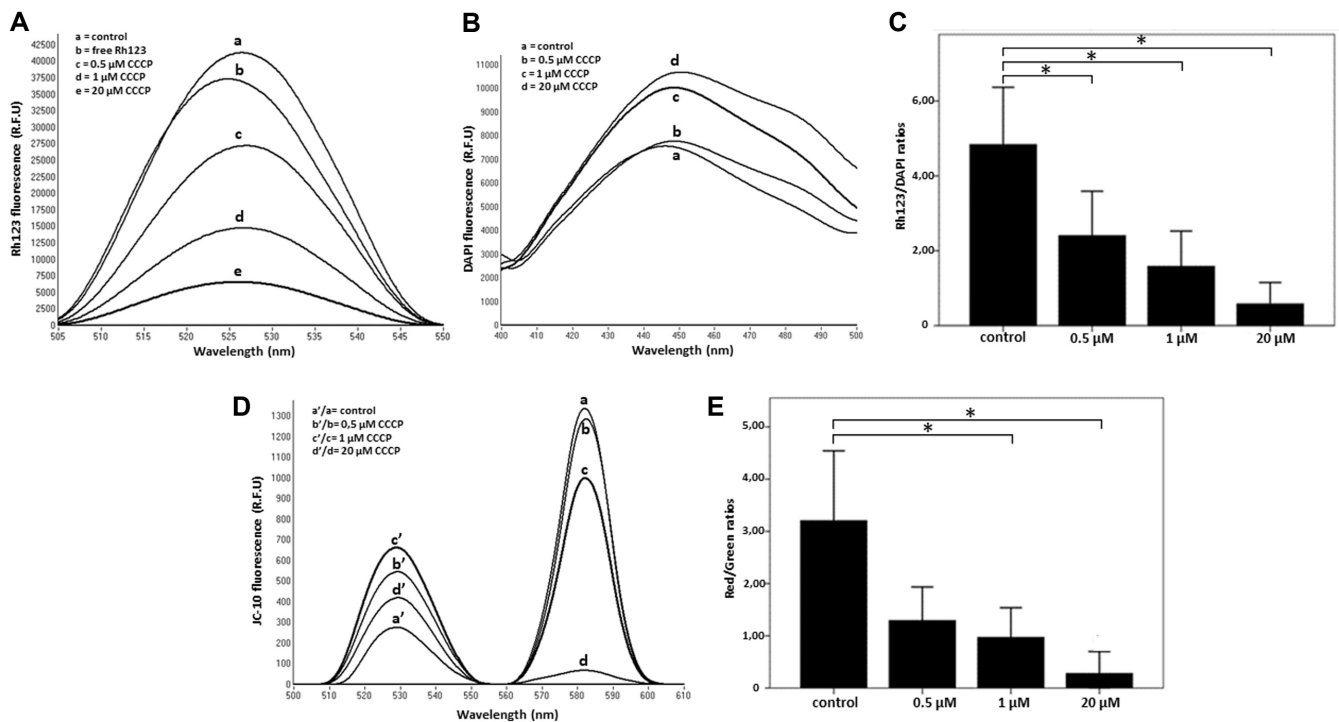 A
a = control
b = free Rh123
c = 0.5 µM CCCP
d = 1 µM CCCP
e = 20 µM CCCP
Rh123 fluorescence (R.F.U)
42500
40000
37500
35000
32500
30000
27500
25000
22500
20000
17500
15000
12500
10000
7500
5000
2500
0
a
b
c
d
e
505 510 515 520 525 530 535 540 545 550
Wavelength (nm)
B
a = control
b = 0.5 µM CCCP
c = 1 µM CCCP
d = 20 µM CCCP
DAPI fluorescence (R.F.U)
11000
10000
9000
8000
7000
6000
5000
4000
3000
2000
1000
0
d
c
b
a
400 410 420 430 440 450 460 470 480 490 500
Wavelength (nm)
C
Rh123/DAPI ratios
6,00
4,00
2,00
0
*
*
*
control 0.5 µM 1 µM 20 µM
D
a'/a= control
b'/b= 0,5 µM CCCP
c'/c= 1 µM CCCP
d'/d= 20 µM CCCP
JC-10 fluorescence (R.F.U)
1300
1200
1100
1000
900
800
700
600
500
400
300
200
100
0
c'
b'
d'
a'
a
b
c
d
500 510 520 530 540 550 560 570 580 590 600 610
Wavelength (nm)
E
Red/Green ratios
5,00
4,00
3,00
2,00
1,00
0
*
*
control 0.5 µM 1 µM 20 µM